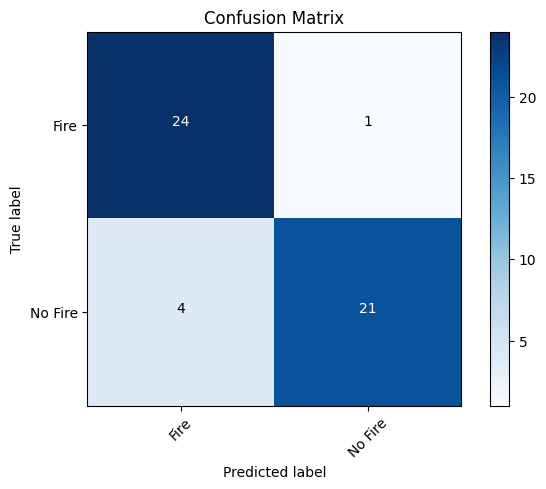 Confusion Matrix
True label
Fire
24
1
20
15
No Fire
4
21
10
5
Fire
No Fire
Predicted label